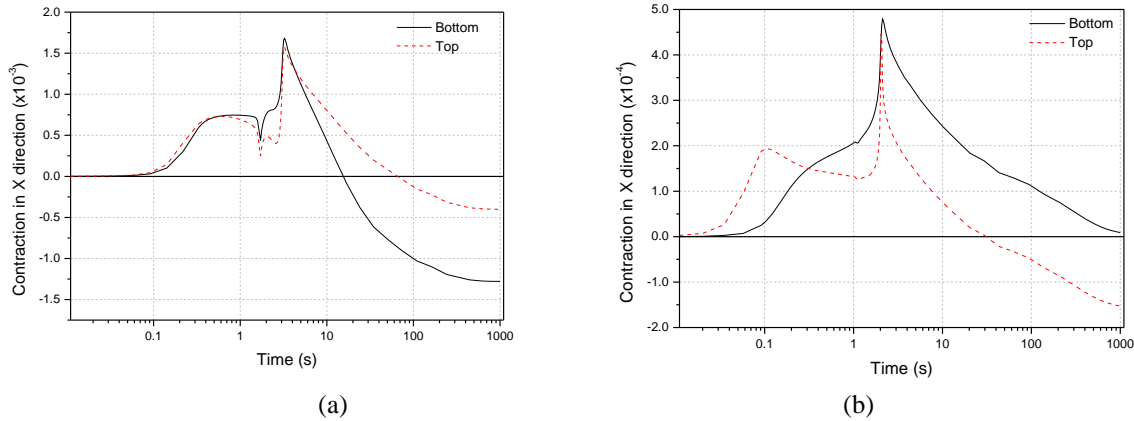 Contraction in X direction (x10-3)
1.5
1.0
0.5
0.0
-0.5
-1.0
-1.5
0.1
1
10
100
1000
Time (s)
Bottom
Top
(a)
Contraction in X direction (x10-4)
5.0
4.0
3.0
2.0
1.0
0.0
-1.0
-2.0
0.1
1
10
100
1000
Time (s)
Bottom
Top
(b)